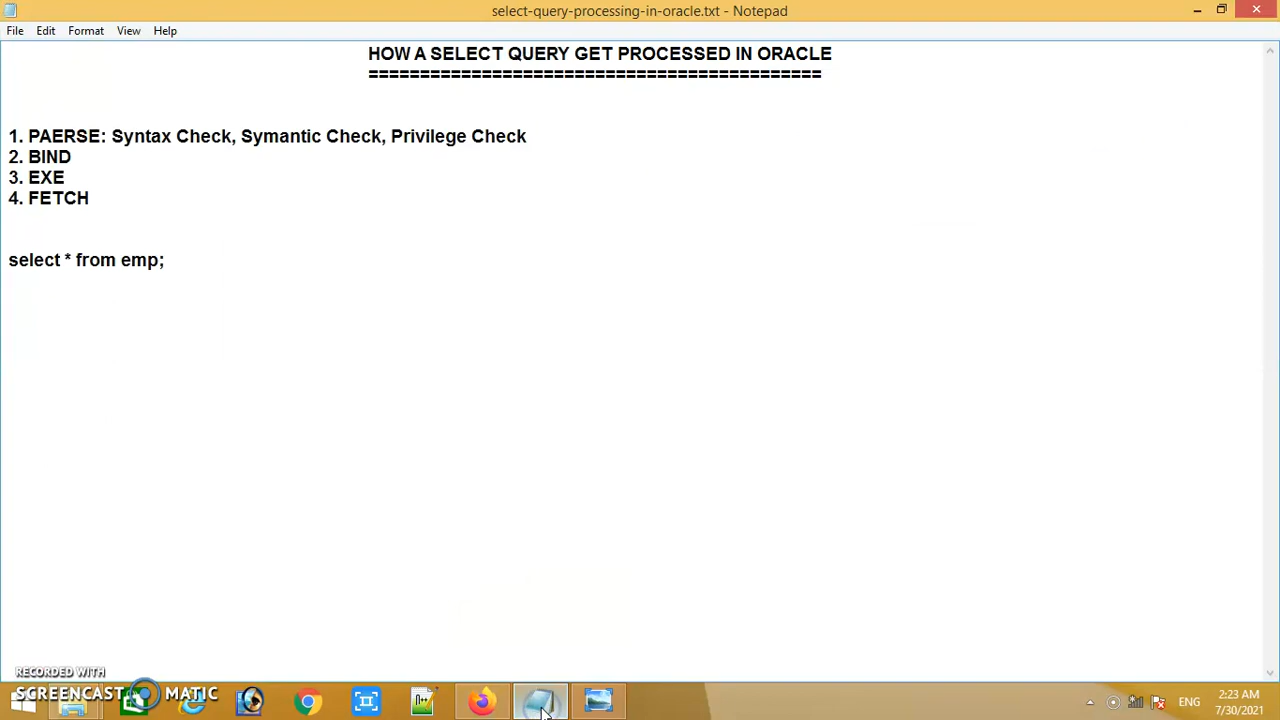 select-query-processing-in-oracle.txt - Notepad
File Edit Format View Help
HOW A SELECT QUERY GET PROCESSED IN ORACLE
============================================
1. PAERSE: Syntax Check, Symantic Check, Privilege Check
2. BIND
3. EXE
4. FETCH
select * from emp;
RECORDED WITH
SCREENCAST MATIC
ENG
2:23 AM
7/30/2021